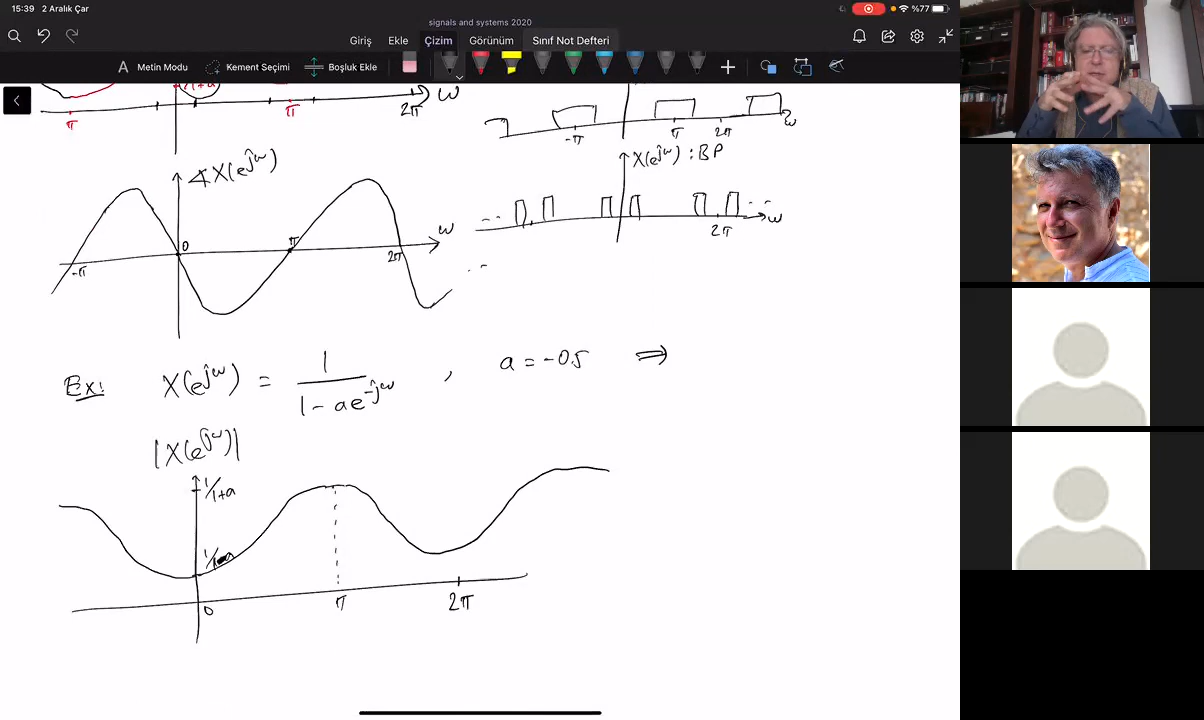 15:39 2 Aralık Çar
%77
signals and systems 2020
Giriş Ekle Çizim Görünüm Sınıf Not Defteri
A Metin Modu Kement Seçimi Boşluk Ekle
1+a
π π 2π ω
-π π 2π ω
∢X(e^jω)
X(e^jω) : BP
-π 0 π 2π ω
2π ω
Ex: X(e^jω) = 1 / (1 - ae^-jω) , a = -0.5 ⇒
|X(e^jω)|
1/1+a
0 π 2π